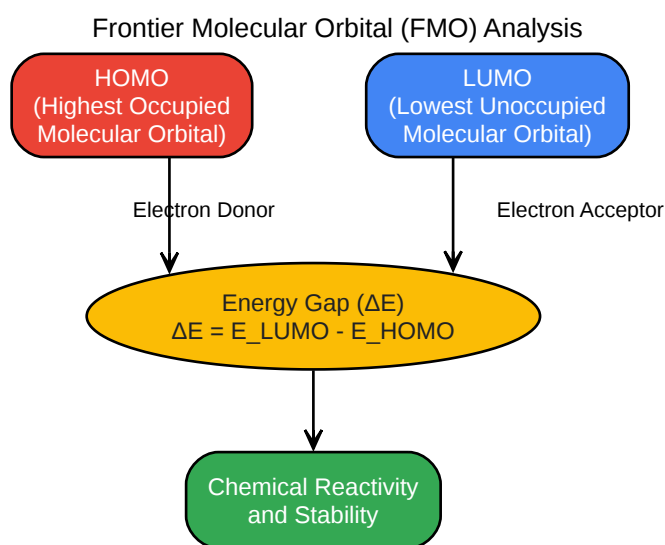 Frontier Molecular Orbital (FMO) Analysis
HOMO
(Highest Occupied
Molecular Orbital)
LUMO
(Lowest Unoccupied
Molecular Orbital)
Electron Donor
Electron Acceptor
Energy Gap (ΔE)
ΔE = E_LUMO - E_HOMO
Chemical Reactivity
and Stability